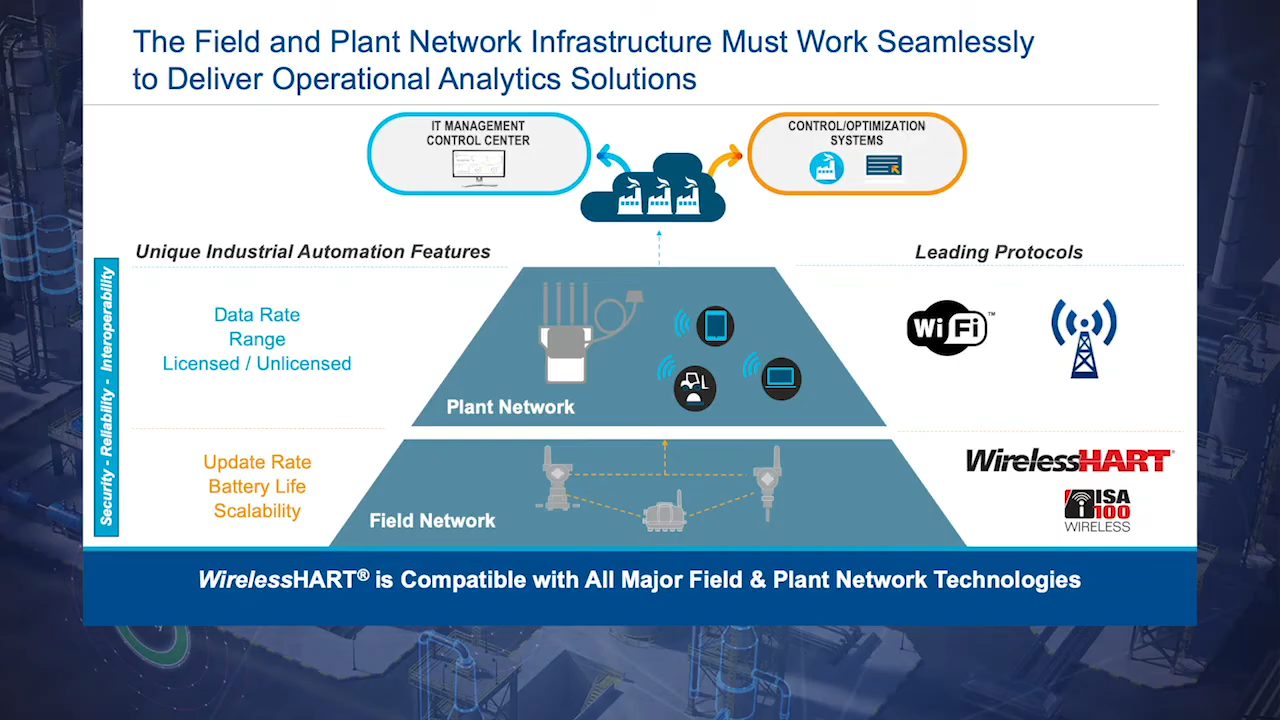 The Field and Plant Network Infrastructure Must Work Seamlessly
to Deliver Operational Analytics Solutions
IT MANAGEMENT
CONTROL CENTER
CONTROL/OPTIMIZATION
SYSTEMS
Unique Industrial Automation Features
Leading Protocols
Security - Reliability - Interoperability
Data Rate
Range
Licensed / Unlicensed
Wi Fi™
Plant Network
Update Rate
Battery Life
Scalability
Field Network
WirelessHART®
ISA
100
WIRELESS
WirelessHART® is Compatible with All Major Field & Plant Network Technologies